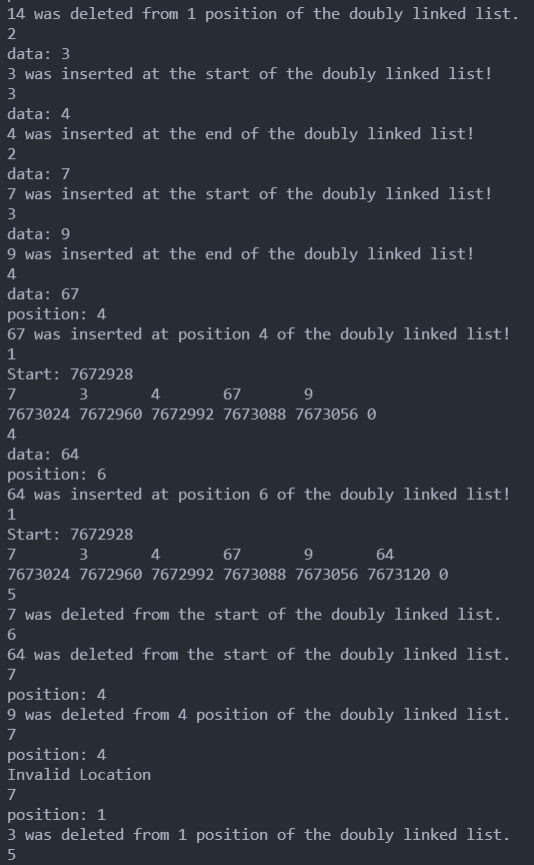 14 was deleted from 1 position of the doubly linked list.
2
data: 3
3 was inserted at the start of the doubly linked list!
3
data: 4
4 was inserted at the end of the doubly linked list!
2
data: 7
7 was inserted at the start of the doubly linked list!
3
data: 9
9 was inserted at the end of the doubly linked list!
4
data: 67
position: 4
67 was inserted at position 4 of the doubly linked list!
1
Start: 7672928
7 3 4 67 9
7673024 7672960 7672992 7673088 7673056 0
4
data: 64
position: 6
64 was inserted at position 6 of the doubly linked list!
1
Start: 7672928
7 3 4 67 9 64
7673024 7672960 7672992 7673088 7673056 7673120 0
5
7 was deleted from the start of the doubly linked list.
6
64 was deleted from the start of the doubly linked list.
7
position: 4
9 was deleted from 4 position of the doubly linked list.
7
position: 4
Invalid Location
7
position: 1
3 was deleted from 1 position of the doubly linked list.
5